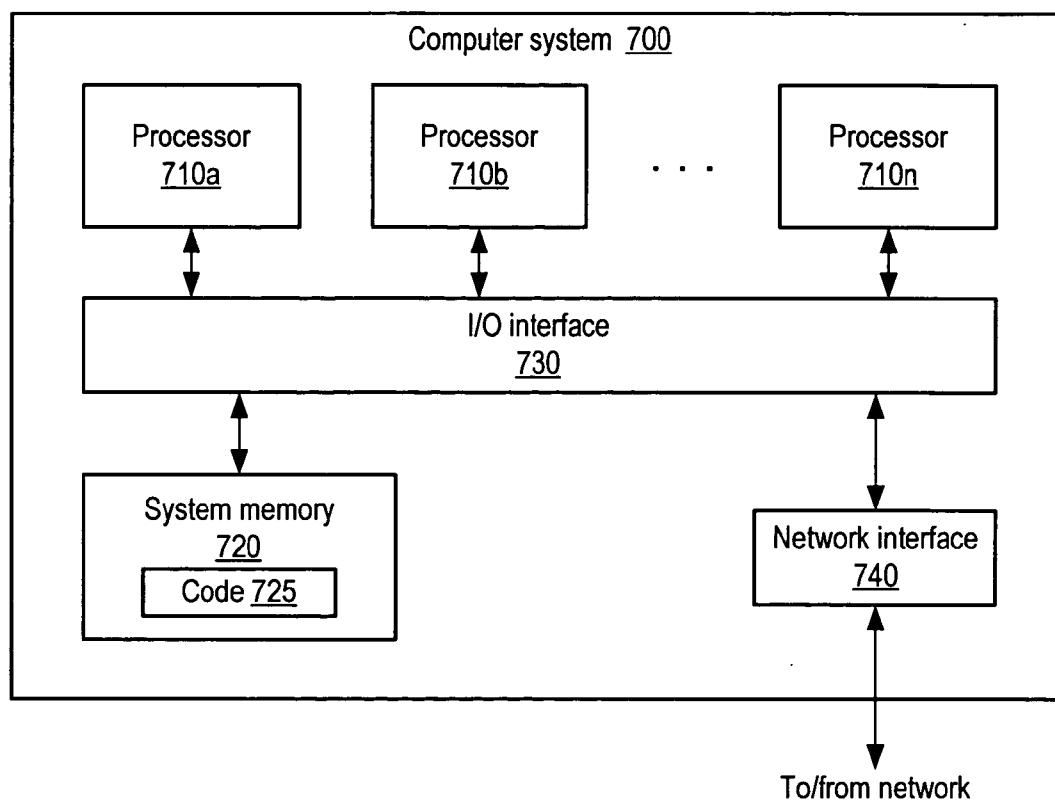 Computer system 700
Processor
710a
Processor
710b
. . .
Processor
710n
I/O interface
730
System memory
720
Code 725
Network interface
740
To/from network